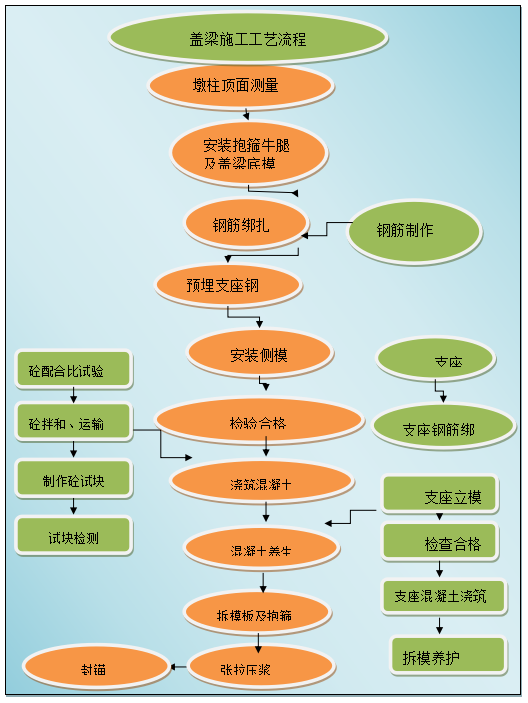 盖梁施工工艺流程
墩柱顶面测量
安装抱箍牛腿
及盖梁底模
钢筋绑扎
钢筋制作
预埋支座钢
安装侧模
支座
砼配合比试验
检验合格
支座钢筋绑
砼拌和、运输
浇筑混凝土
制作砼试块
支座立模
试块检测
混凝土养生
检查合格
拆模板及抱箍
支座混凝土浇筑
张拉压浆
封锚
拆模养护